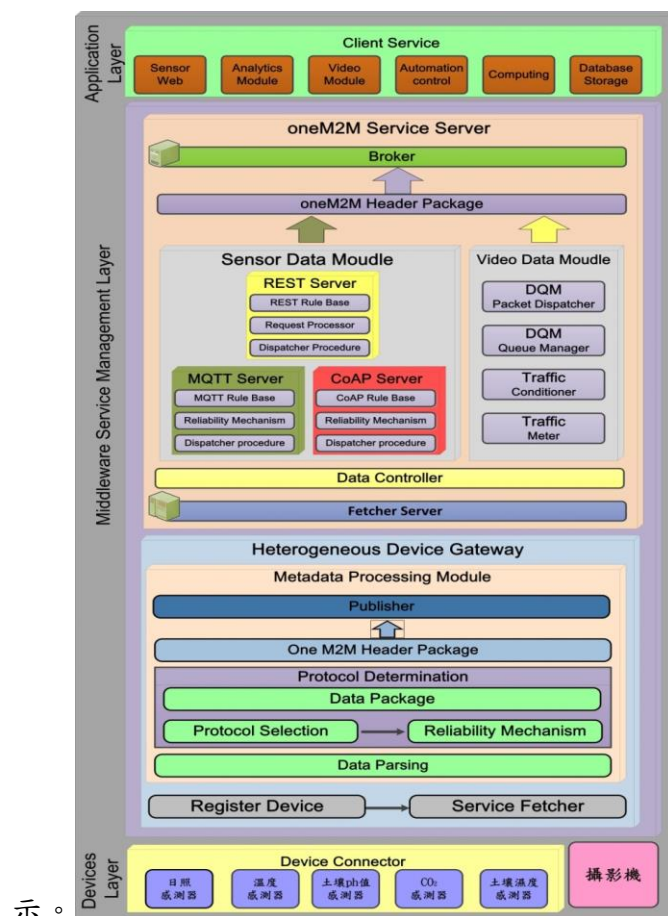 Application
Layer
Client Service
Sensor
Web
Analytics
Module
Video
Module
Automation
control
Computing
Database
Storage
Middleware Service Management Layer
oneM2M Service Server
Broker
oneM2M Header Package
Sensor Data Moudle
REST Server
REST Rule Base
Request Processor
Dispatcher Procedure
MQTT Server
MQTT Rule Base
Reliability Mechanism
Dispatcher procedure
CoAP Server
CoAP Rule Base
Reliability Mechanism
Dispatcher procedure
Video Data Moudle
DQM
Packet Dispatcher
DQM
Queue Manager
Traffic
Conditioner
Traffic
Meter
Data Controller
Fetcher Server
Heterogeneous Device Gateway
Metadata Processing Module
Publisher
One M2M Header Package
Protocol Determination
Data Package
Protocol Selection
Reliability Mechanism
Data Parsing
Register Device
Service Fetcher
Devices
Layer
Device Connector
日照
感測器
溫度
感測器
土壤ph值
感測器
CO₂
感測器
土壤濕度
感測器
攝影機
示。